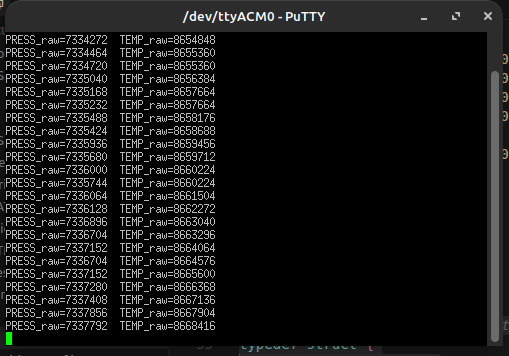 /dev/ttyACM0 - PuTTY
PRESS_raw=7334272 TEMP_raw=8654848
PRESS_raw=7334464 TEMP_raw=8655360
PRESS_raw=7334720 TEMP_raw=8655360
PRESS_raw=7335040 TEMP_raw=8656384
PRESS_raw=7335168 TEMP_raw=8657664
PRESS_raw=7335232 TEMP_raw=8657664
PRESS_raw=7335488 TEMP_raw=8658176
PRESS_raw=7335424 TEMP_raw=8658688
PRESS_raw=7335936 TEMP_raw=8659456
PRESS_raw=7335680 TEMP_raw=8659712
PRESS_raw=7336000 TEMP_raw=8660224
PRESS_raw=7335744 TEMP_raw=8660224
PRESS_raw=7336064 TEMP_raw=8661504
PRESS_raw=7336128 TEMP_raw=8662272
PRESS_raw=7336896 TEMP_raw=8663040
PRESS_raw=7336704 TEMP_raw=8663296
PRESS_raw=7337152 TEMP_raw=8664064
PRESS_raw=7336704 TEMP_raw=8664576
PRESS_raw=7337152 TEMP_raw=8665600
PRESS_raw=7337280 TEMP_raw=8666368
PRESS_raw=7337408 TEMP_raw=8667136
PRESS_raw=7337856 TEMP_raw=8667904
PRESS_raw=7337792 TEMP_raw=8668416
typedef struct {